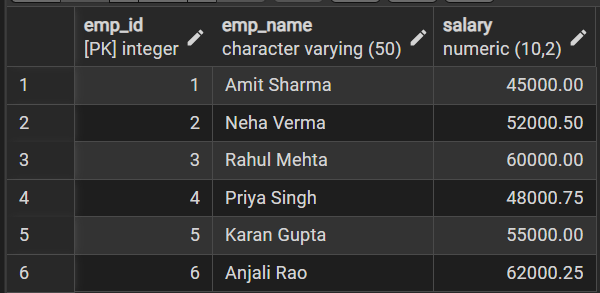 emp_id emp_name salary
[PK] integer character varying (50) numeric (10,2)
1 1 Amit Sharma 45000.00
2 2 Neha Verma 52000.50
3 3 Rahul Mehta 60000.00
4 4 Priya Singh 48000.75
5 5 Karan Gupta 55000.00
6 6 Anjali Rao 62000.25